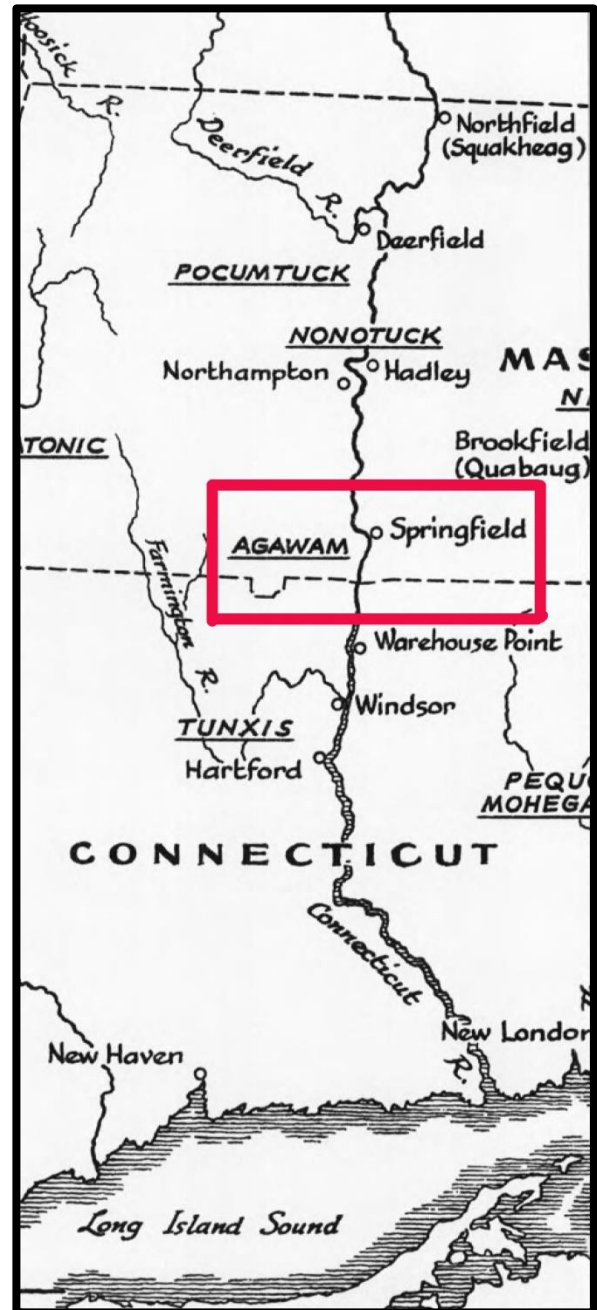 Hoosick
R.
Deerfield
R.
Northfield
(Squakheag)
Deerfield
POCUMTUCK
NONOTUCK
Northampton
Hadley
MAS
NI
TONIC
Brookfield
(Quabaug)
AGAWAM
Springfield
Farmington
R.
Warehouse Point
Windsor
TUNXIS
Hartford
PEQU
MOHEGA
CONNECTICUT
Connecticut
R.
New London
New Haven
Long Island Sound